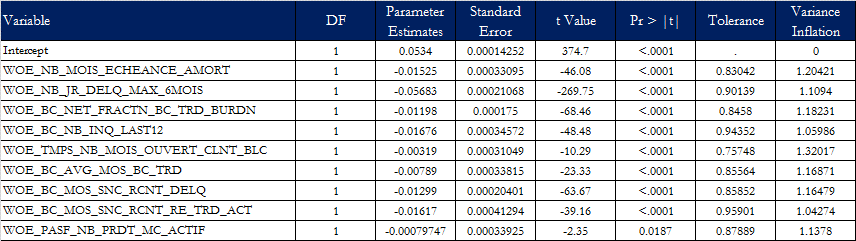 Variable DF Parameter Estimates Standard Error t Value Pr > |t| Tolerance Variance Inflation
Intercept 1 0.0534 0.00014252 374.7 <.0001 . 0
WOE_NB_MOIS_ECHEANCE_AMORT 1 -0.01525 0.00033095 -46.08 <.0001 0.83042 1.20421
WOE_NB_JR_DELQ_MAX_6MOIS 1 -0.05683 0.00021068 -269.75 <.0001 0.90139 1.1094
WOE_BC_NET_FRACTN_BC_TRD_BURDN 1 -0.01198 0.000175 -68.46 <.0001 0.8458 1.18231
WOE_BC_NB_INQ_LAST12 1 -0.01676 0.00034572 -48.48 <.0001 0.94352 1.05986
WOE_TMPS_NB_MOIS_OUVERT_CLNT_BLC 1 -0.00319 0.00031049 -10.29 <.0001 0.75748 1.32017
WOE_BC_AVG_MOS_BC_TRD 1 -0.00789 0.00033815 -23.33 <.0001 0.85564 1.16871
WOE_BC_MOS_SNC_RCNT_DELQ 1 -0.01299 0.00020401 -63.67 <.0001 0.85852 1.16479
WOE_BC_MOS_SNC_RCNT_RE_TRD_ACT 1 -0.01617 0.00041294 -39.16 <.0001 0.95901 1.04274
WOE_PASF_NB_PRDT_MC_ACTIF 1 -0.00079747 0.00033925 -2.35 0.0187 0.87889 1.1378